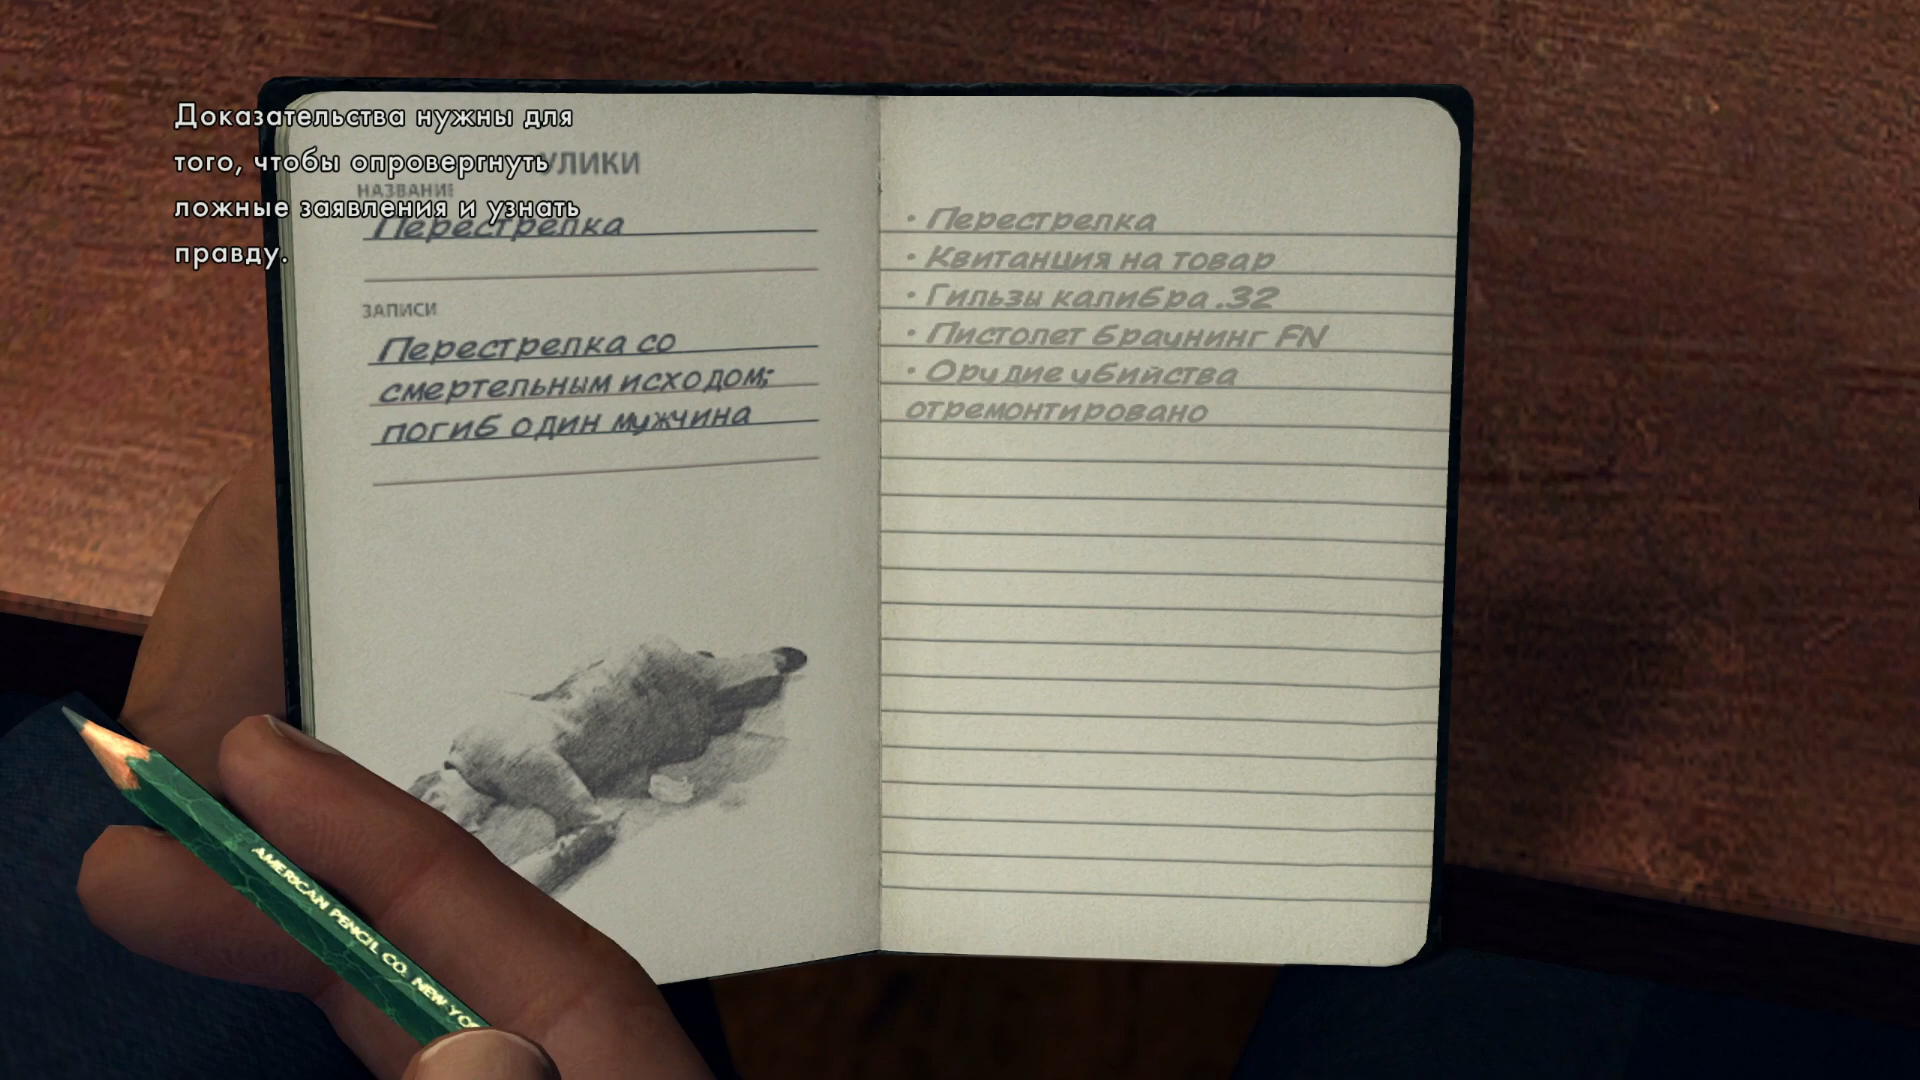 Доказательства нужны для
того, чтобы опровергнуть
ложные заявления и узнать
правду.
УЛИКИ
НАЗВАНИЕ
Перестрелка
ЗАПИСИ
Перестрелка со
смертельным исходом;
погиб один мужчина
• Перестрелка
• Квитанция на товар
• Гильзы калибра .32
• Пистолет браунинг FN
• Орудие убийства
отремонтировано
AMERICAN PENCIL CO. NEW YO